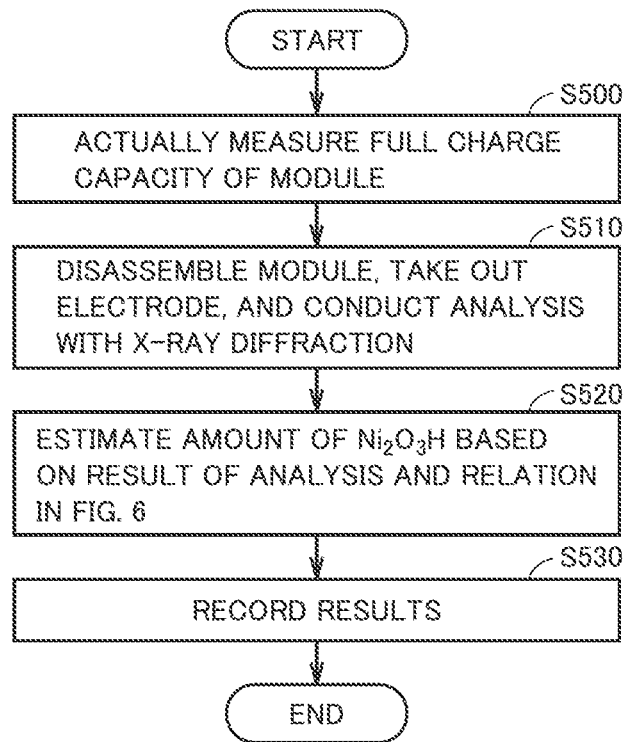 START
S500
ACTUALLY MEASURE FULL CHARGE
CAPACITY OF MODULE
S510
DISASSEMBLE MODULE, TAKE OUT
ELECTRODE, AND CONDUCT ANALYSIS
WITH X-RAY DIFFRACTION
S520
ESTIMATE AMOUNT OF Ni₂O₃H BASED
ON RESULT OF ANALYSIS AND RELATION
IN FIG. 6
S530
RECORD RESULTS
END